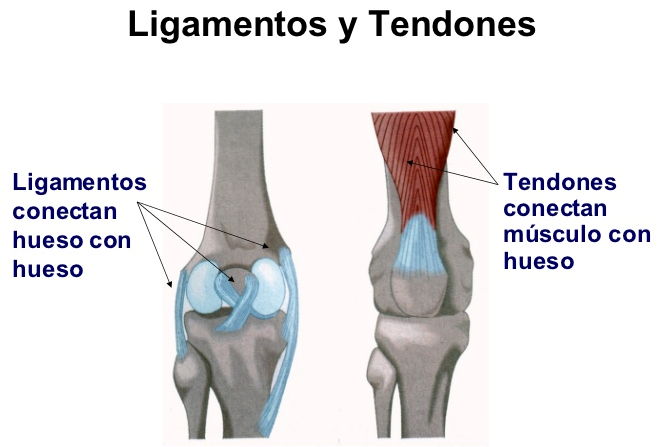 Ligamentos y Tendones
Ligamentos
conectan
hueso con
hueso
Tendones
conectan
músculo con
hueso